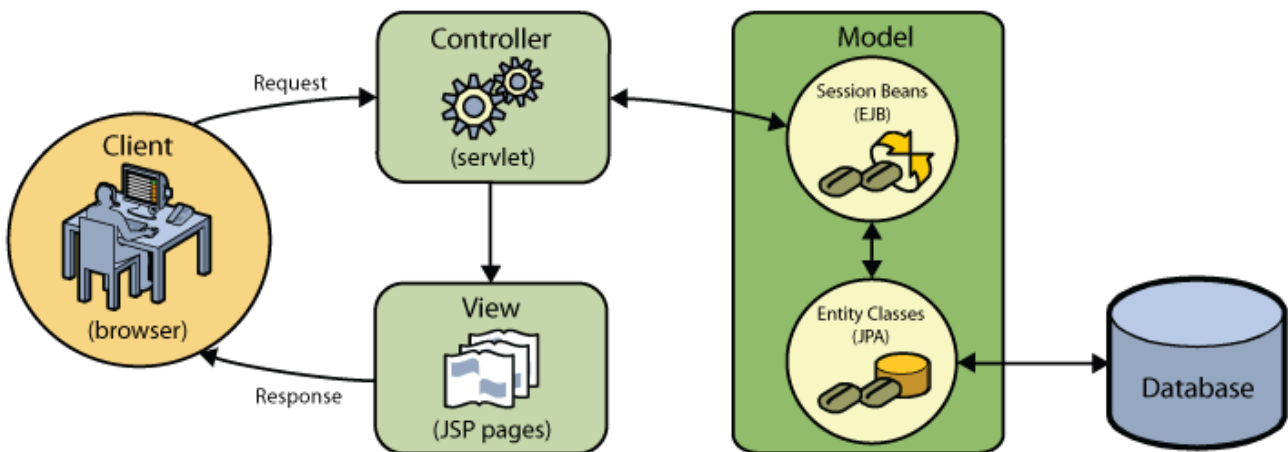 Client
(browser)
Request
Controller
(servlet)
View
(JSP pages)
Response
Model
Session Beans
(EJB)
Entity Classes
(JPA)
Database